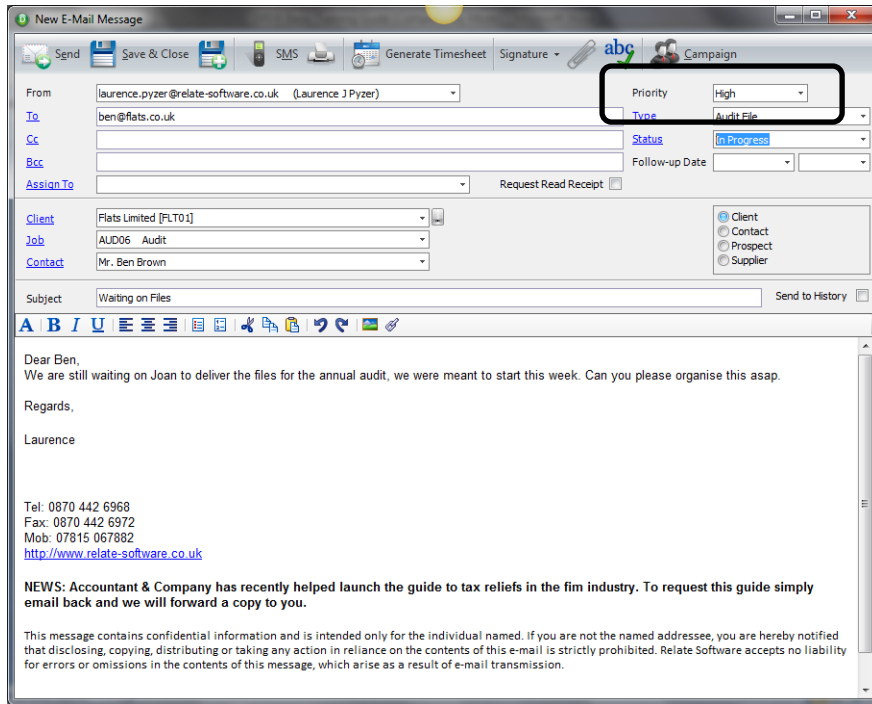 New E-Mail Message
Send Save & Close SMS Generate Timesheet Signature abc Campaign
From laurence.pyzer@relate-software.co.uk (Laurence J Pyzer) Priority High
To ben@flats.co.uk Type Audit File
Cc Status In Progress
Bcc Follow-up Date
Assign To Request Read Receipt
Client Flats Limited [FLT01] Client
Contact
Job AUD06 Audit Prospect
Contact Mr. Ben Brown Supplier
Subject Waiting on Files Send to History
A B I U
Dear Ben,
We are still waiting on Joan to deliver the files for the annual audit, we were meant to start this week. Can you please organise this asap.
Regards,
Laurence
Tel: 0870 442 6968
Fax: 0870 442 6972
Mob: 07815 067882
http://www.relate-software.co.uk
NEWS: Accountant & Company has recently helped launch the guide to tax reliefs in the fim industry. To request this guide simply
email back and we will forward a copy to you.
This message contains confidential information and is intended only for the individual named. If you are not the named addressee, you are hereby notified
that disclosing, copying, distributing or taking any action in reliance on the contents of this e-mail is strictly prohibited. Relate Software accepts no liability
for errors or omissions in the contents of this message, which arise as a result of e-mail transmission.